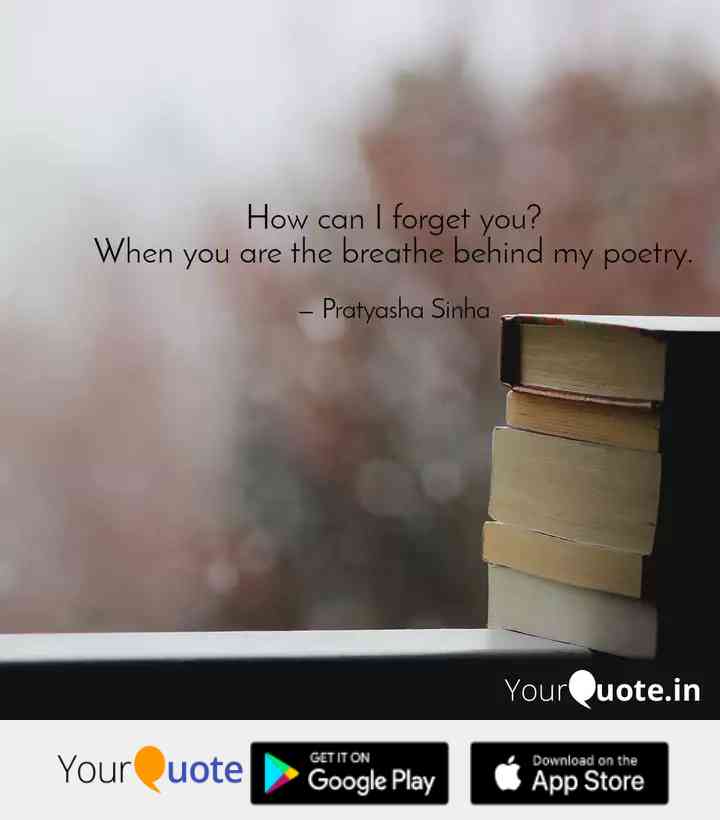 How can I forget you?
When you are the breathe behind my poetry.
– Pratyasha Sinha
YourQuote.in
YourQuote
GET IT ON
Google Play
Download on the
App Store